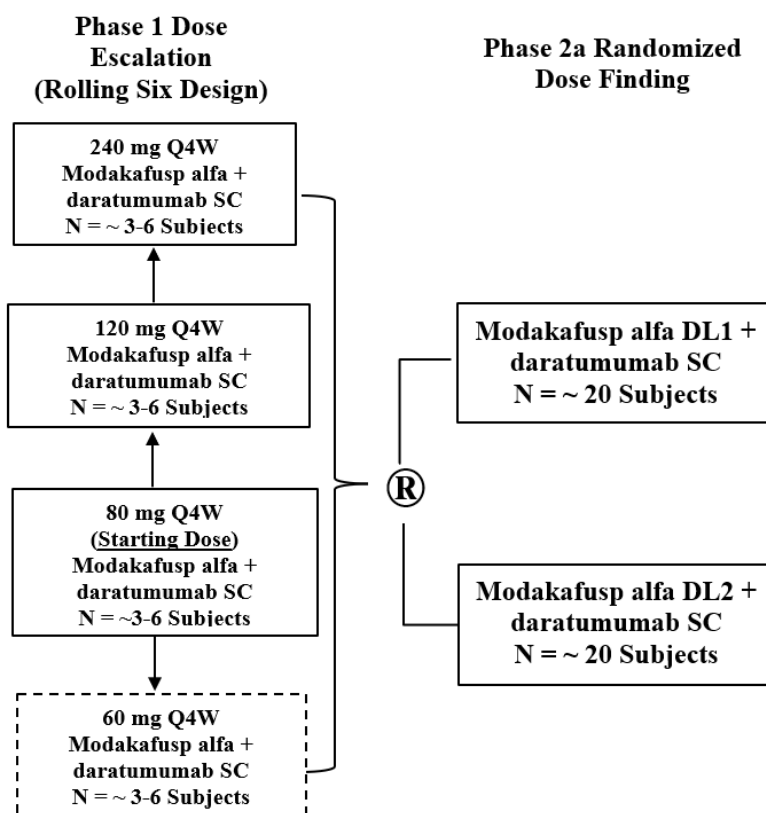 Phase 1 Dose
Escalation
(Rolling Six Design)
240 mg Q4W
Modakafusp alfa +
daratumumab SC
N = ~ 3-6 Subjects
120 mg Q4W
Modakafusp alfa +
daratumumab SC
N = ~ 3-6 Subjects
80 mg Q4W
(Starting Dose)
Modakafusp alfa +
daratumumab SC
N = ~3-6 Subjects
60 mg Q4W
Modakafusp alfa +
daratumumab SC
N = ~ 3-6 Subjects
Phase 2a Randomized
Dose Finding
®
Modakafusp alfa DL1 +
daratumumab SC
N = ~ 20 Subjects
Modakafusp alfa DL2 +
daratumumab SC
N = ~ 20 Subjects